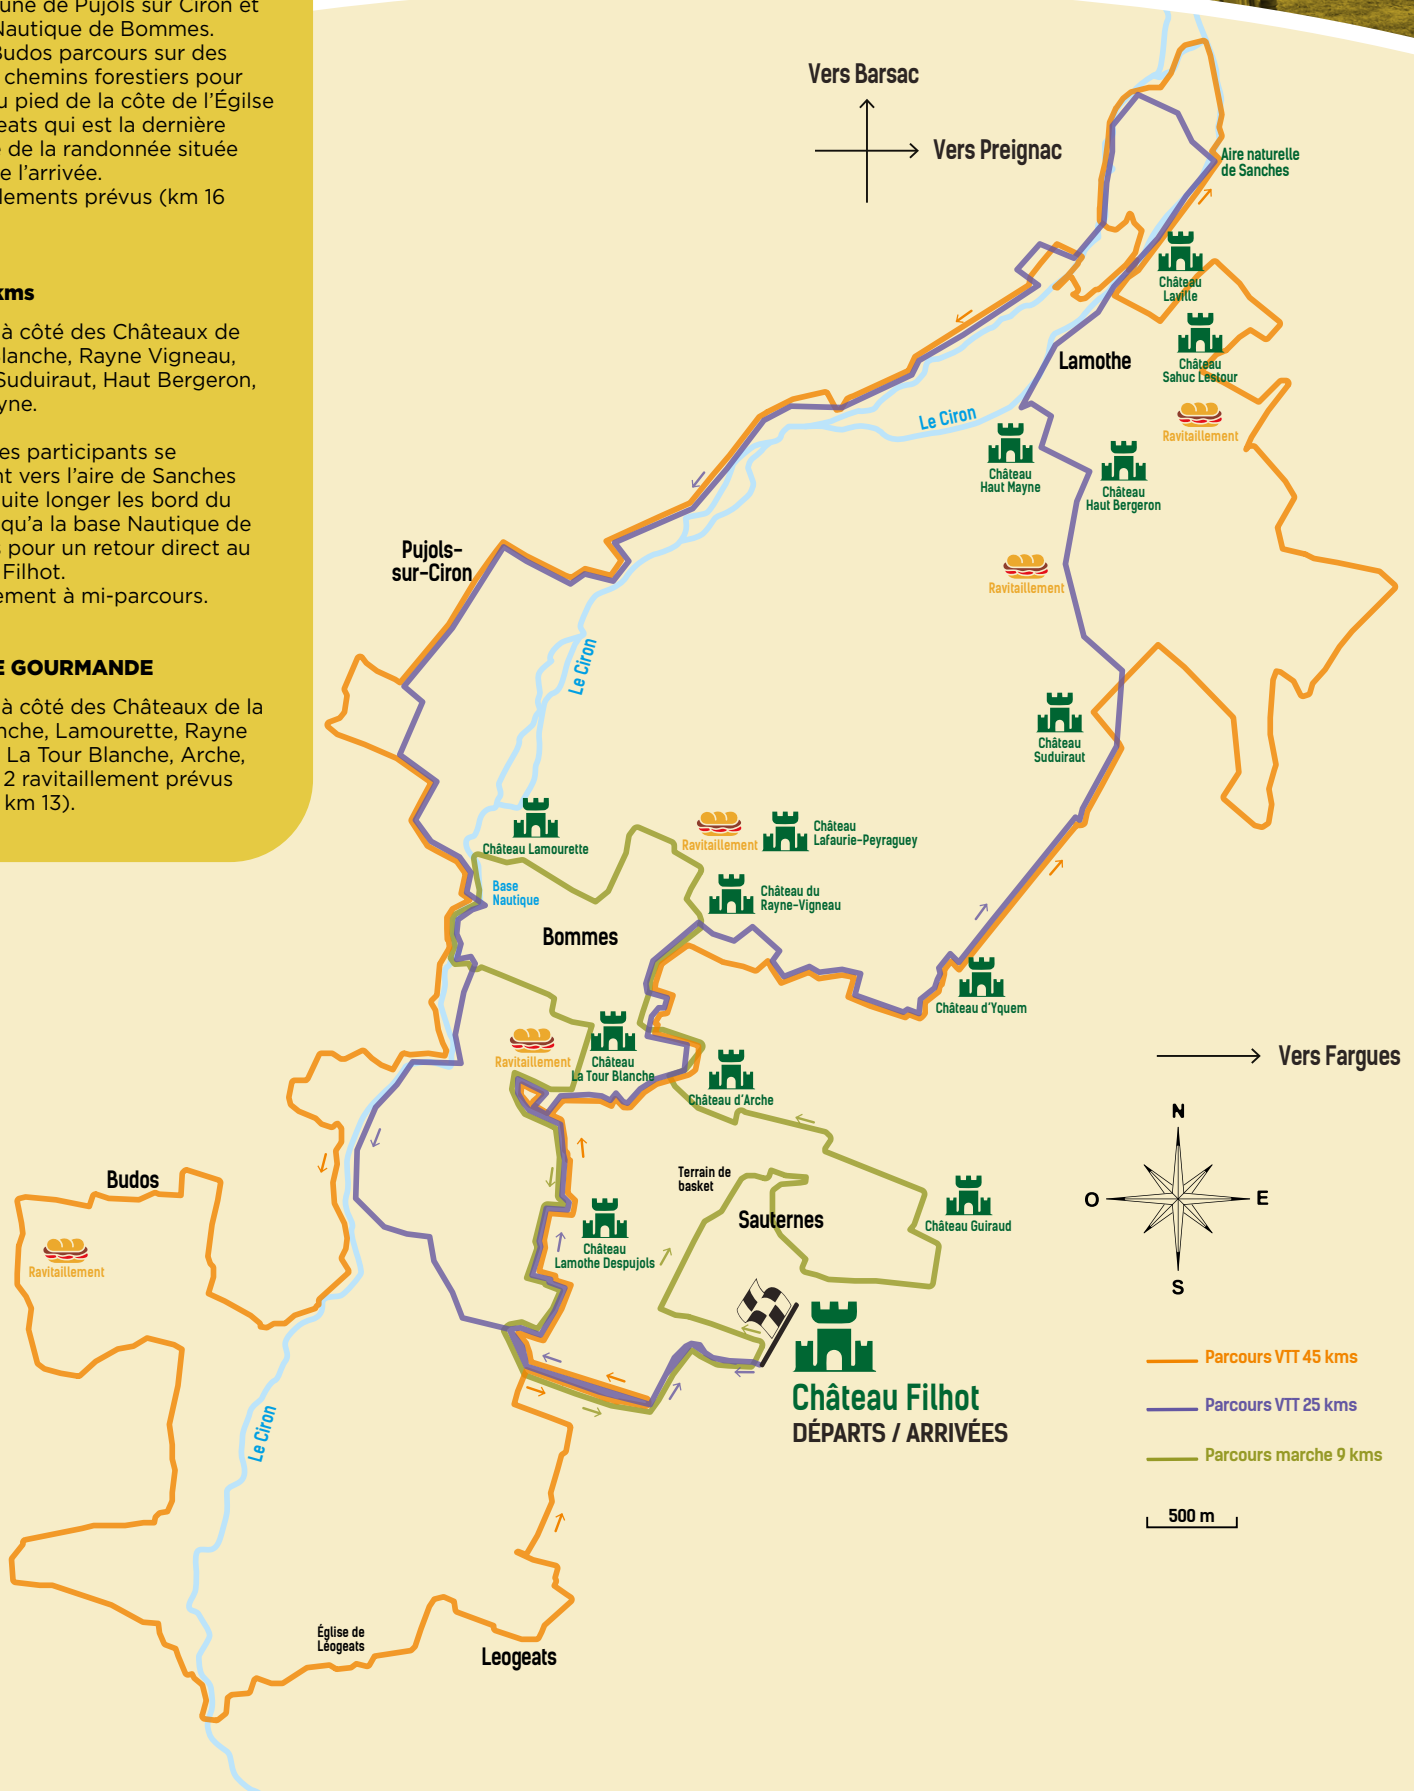 une de Pujols sur Ciron et
Nautique de Bommes.
Budos parcours sur des
chemins forestiers pour
u pied de la côte de l'Église
eats qui est la dernière
de la randonnée située
e l'arrivée.
lements prévus (km 16
kms
à côté des Châteaux de
Blanche, Rayne Vigneau,
Suduiraut, Haut Bergeron,
yne.
es participants se
nt vers l'aire de Sanches
uite longer les bord du
qu'a la base Nautique de
s pour un retour direct au
Filhot.
ement à mi-parcours.
E GOURMANDE
à côté des Châteaux de la
nche, Lamourette, Rayne
La Tour Blanche, Arche,
2 ravitaillement prévus
km 13).
Vers Barsac
Vers Preignac
Aire naturelle
de Sanches
Château
Laville
Château
Sahuc Lestour
Lamothe
Ravitaillement
Le Ciron
Château
Haut Mayne
Château
Haut Bergeron
Ravitaillement
Pujols-
sur-Ciron
Le Ciron
Château
Suduiraut
Château Lamourette
Ravitaillement
Château
Lafaurie-Peyraguey
Base
Nautique
Château du
Rayne-Vigneau
Bommes
Château d'Yquem
Ravitaillement
Château
La Tour Blanche
Château d'Arche
Vers Fargues
Budos
Ravitaillement
Terrain de
basket
Sauternes
Château Guiraud
Château
Lamothe Despujols
N
O
E
S
Château Filhot
DÉPARTS / ARRIVÉES
Parcours VTT 45 kms
Parcours VTT 25 kms
Parcours marche 9 kms
500 m
Le Ciron
Église de
Léogeats
Leogeats